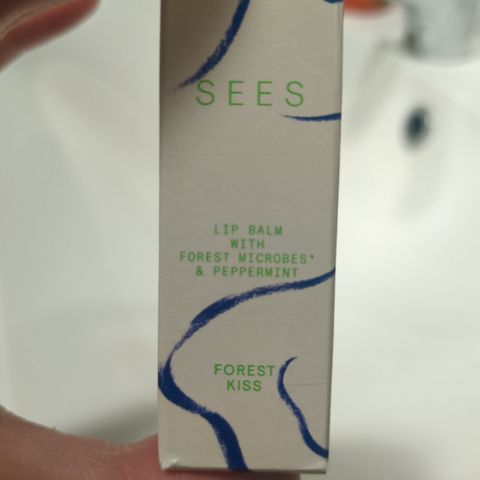 SEES
LIP BALM
WITH
FOREST MICROBES*
& PEPPERMINT
FOREST
KISS